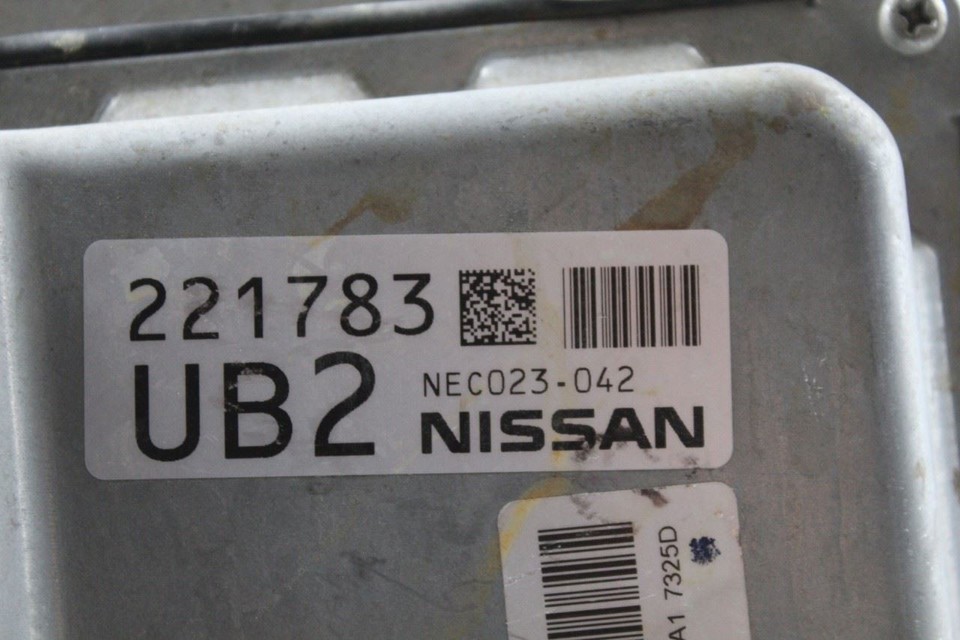 221783
UB2
NEC023-042
NISSAN
A1 7325D